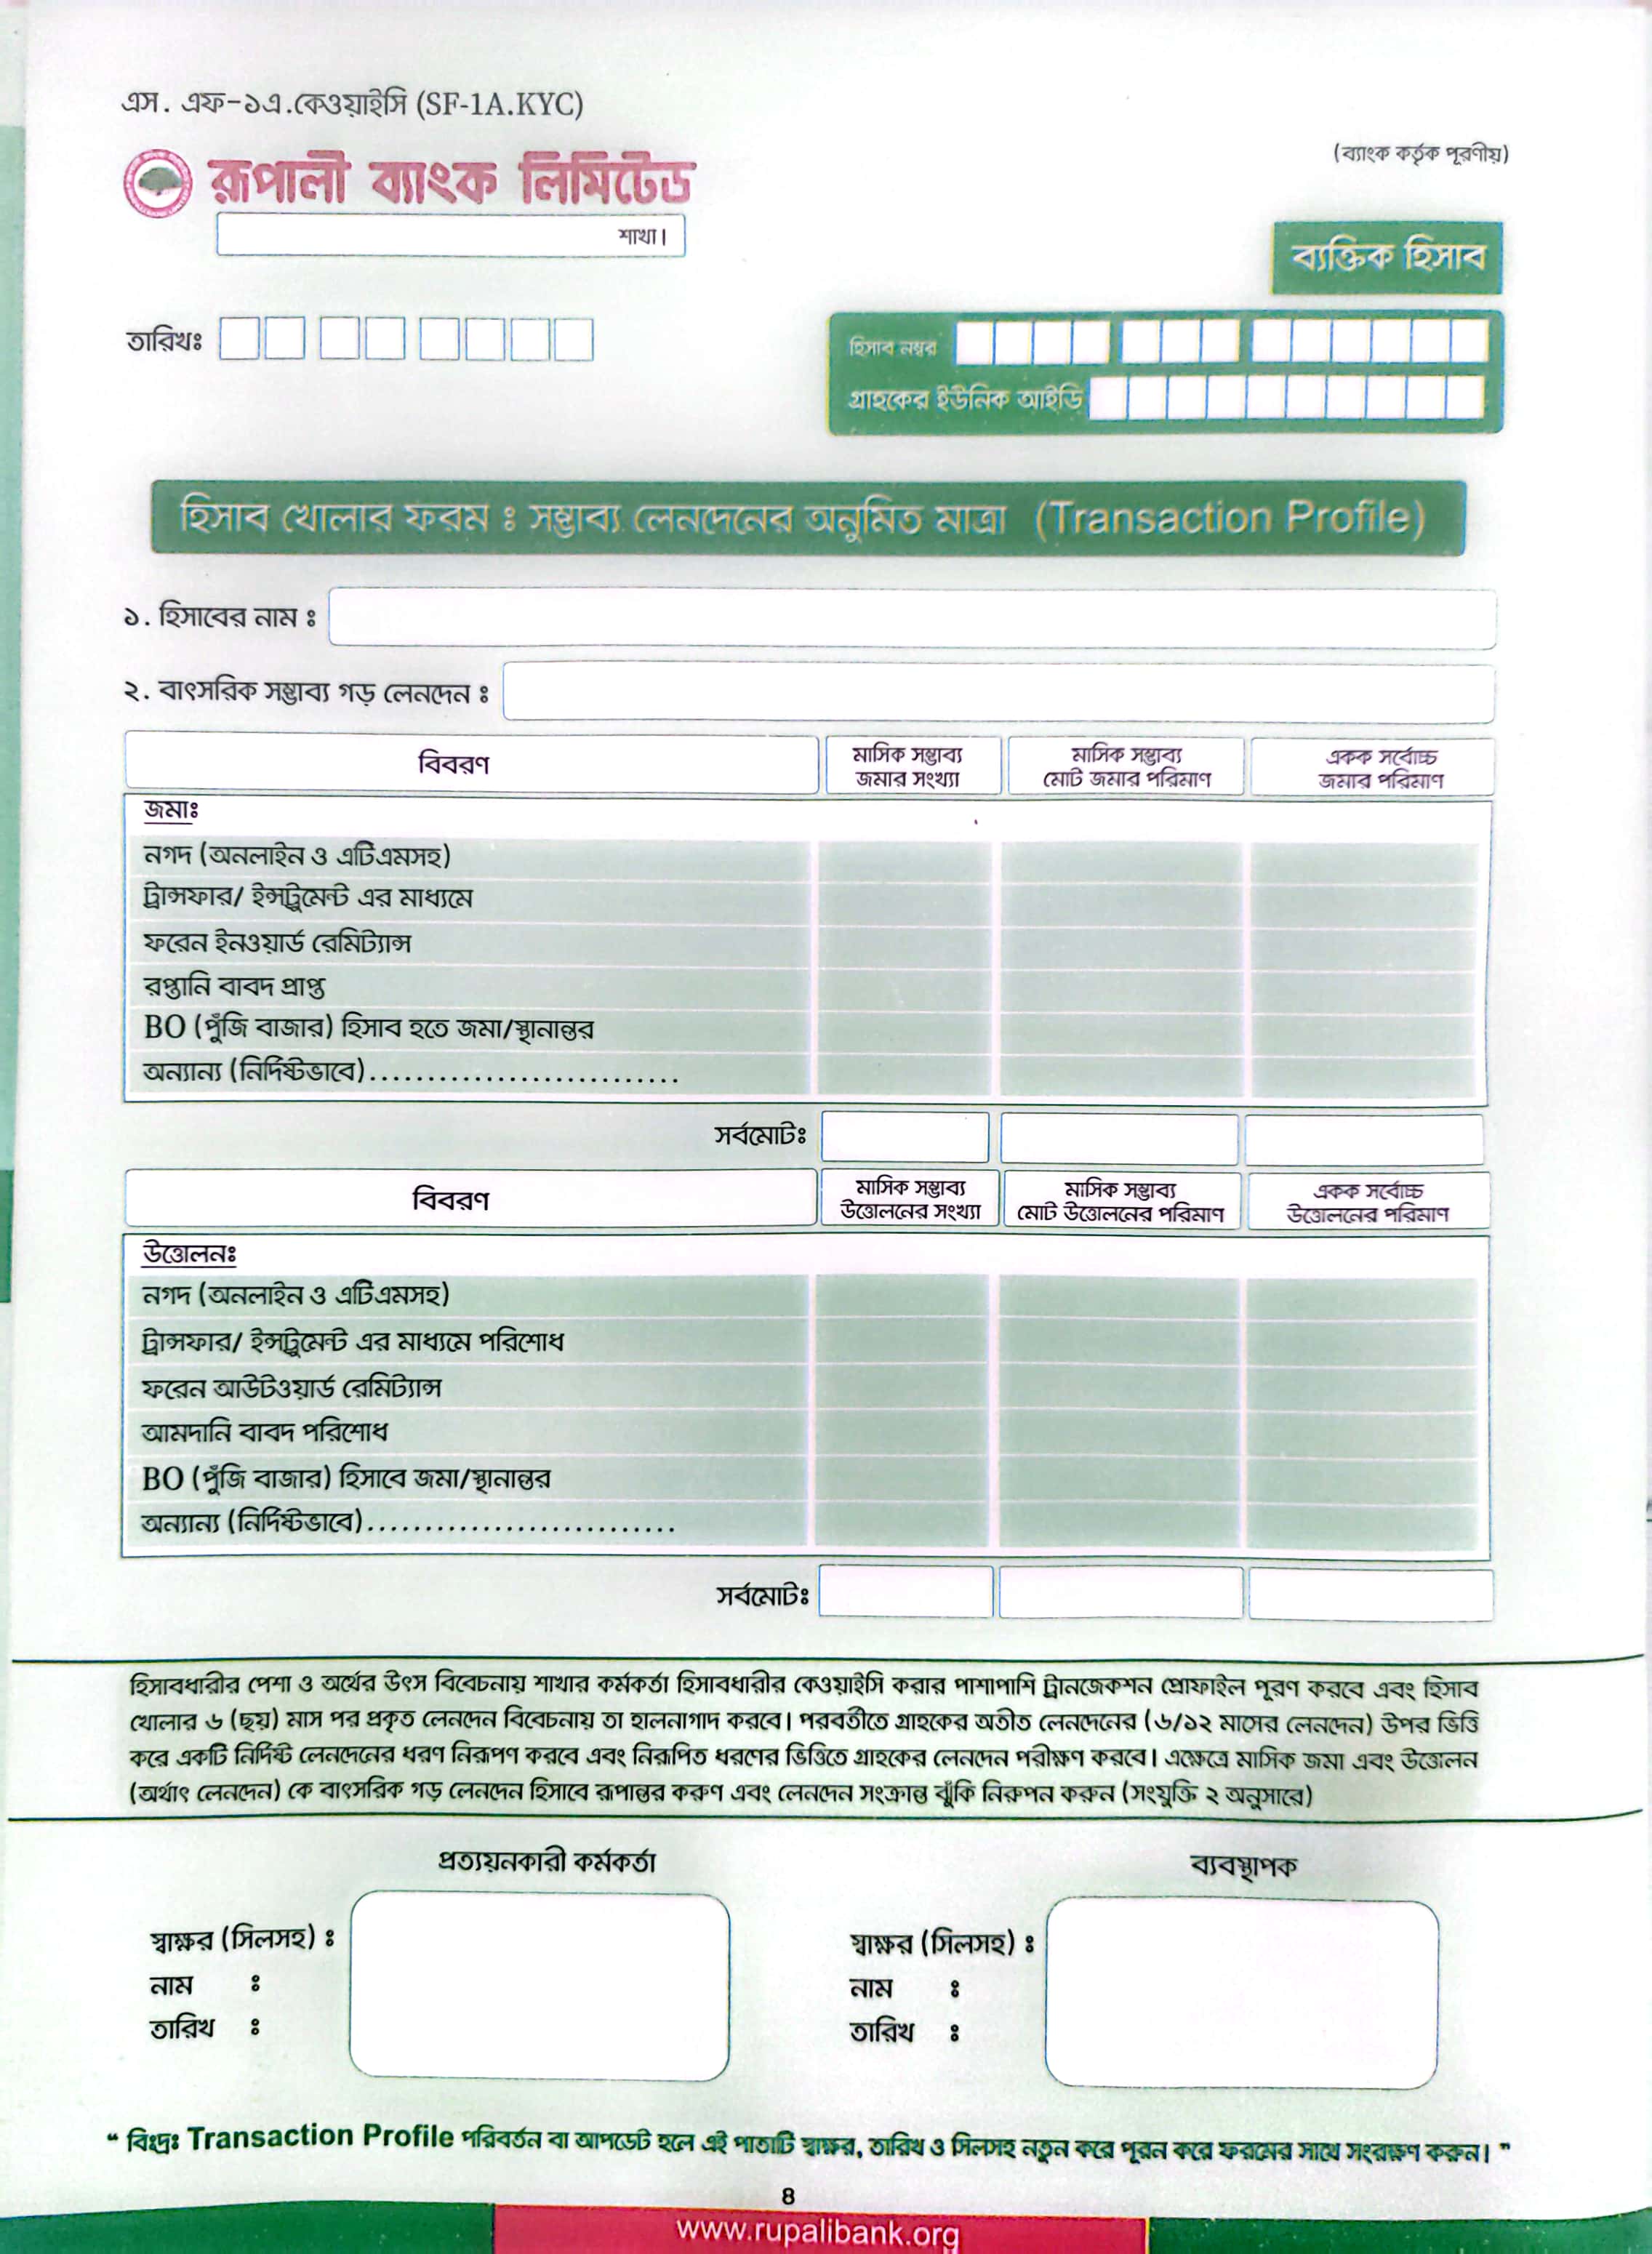 এস. এফ-১এ.কেওয়াইসি (SF-1A.KYC)
(ব্যাংক কর্তৃক পূরণীয়)
রূপালী ব্যাংক লিমিটেড
শাখা।
ব্যক্তিক হিসাব
তারিখঃ
হিসাব নম্বর
গ্রাহকের ইউনিক আইডি
হিসাব খোলার ফরম ঃ সম্ভাব্য লেনদেনের অনুমিত মাত্রা (Transaction Profile)
১. হিসাবের নাম ঃ
২. বাৎসরিক সম্ভাব্য গড় লেনদেন ঃ
বিবরণ
মাসিক সম্ভাব্য
জমার সংখ্যা
মাসিক সম্ভাব্য
মোট জমার পরিমাণ
একক সর্বোচ্চ
জমার পরিমাণ
জমাঃ
নগদ (অনলাইন ও এটিএমসহ)
ট্রান্সফার/ ইন্সট্রুমেন্ট এর মাধ্যমে
ফরেন ইনওয়ার্ড রেমিট্যান্স
রপ্তানি বাবদ প্রাপ্ত
BO (পুঁজি বাজার) হিসাব হতে জমা/স্থানান্তর
অন্যান্য (নির্দিষ্টভাবে)...........................
সর্বমোটঃ
বিবরণ
মাসিক সম্ভাব্য
উত্তোলনের সংখ্যা
মাসিক সম্ভাব্য
মোট উত্তোলনের পরিমাণ
একক সর্বোচ্চ
উত্তোলনের পরিমাণ
উত্তোলনঃ
নগদ (অনলাইন ও এটিএমসহ)
ট্রান্সফার/ ইন্সট্রুমেন্ট এর মাধ্যমে পরিশোধ
ফরেন আউটওয়ার্ড রেমিট্যান্স
আমদানি বাবদ পরিশোধ
BO (পুঁজি বাজার) হিসাবে জমা/স্থানান্তর
অন্যান্য (নির্দিষ্টভাবে)...........................
সর্বমোটঃ
হিসাবধারীর পেশা ও অর্থের উৎস বিবেচনায় শাখার কর্মকর্তা হিসাবধারীর কেওয়াইসি করার পাশাপাশি ট্রানজেকশন প্রোফাইল পূরণ করবে এবং হিসাব
খোলার ৬ (ছয়) মাস পর প্রকৃত লেনদেন বিবেচনায় তা হালনাগাদ করবে। পরবর্তীতে গ্রাহকের অতীত লেনদেনের (৬/১২ মাসের লেনদেন) উপর ভিত্তি
করে একটি নির্দিষ্ট লেনদেনের ধরণ নিরূপণ করবে এবং নিরূপিত ধরণের ভিত্তিতে গ্রাহকের লেনদেন পরীক্ষণ করবে। এক্ষেত্রে মাসিক জমা এবং উত্তোলন
(অর্থাৎ লেনদেন) কে বাৎসরিক গড় লেনদেন হিসাবে রূপান্তর করুণ এবং লেনদেন সংক্রান্ত ঝুঁকি নিরুপন করুন (সংযুক্তি ২ অনুসারে)
প্রত্যয়নকারী কর্মকর্তা
ব্যবস্থাপক
স্বাক্ষর (সিলসহ) ঃ
নাম ঃ
তারিখ ঃ
স্বাক্ষর (সিলসহ) ঃ
নাম ঃ
তারিখ ঃ
“ বিঃদ্রঃ Transaction Profile পরিবর্তন বা আপডেট হলে এই পাতাটি স্বাক্ষর, তারিখ ও সিলসহ নতুন করে পূরন করে ফরমের সাথে সংরক্ষণ করুন। ”
8
www.rupalibank.org